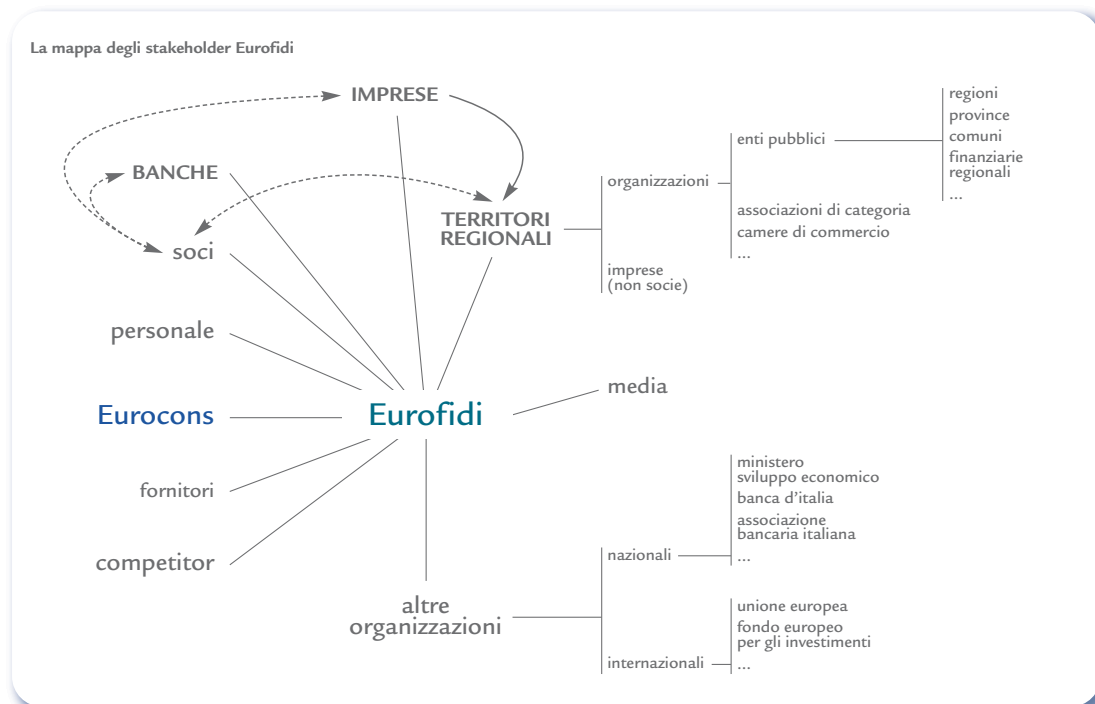 La mappa degli stakeholder Eurofidi
IMPRESE
BANCHE
soci
TERRITORI
REGIONALI
organizzazioni
imprese
(non socie)
enti pubblici
associazioni di categoria
camere di commercio
...
regioni
province
comuni
finanziarie
regionali
...
personale
Eurocons
Eurofidi
media
fornitori
competitor
altre
organizzazioni
nazionali
ministero
sviluppo economico
banca d'italia
associazione
bancaria italiana
...
internazionali
unione europea
fondo europeo
per gli investimenti
...